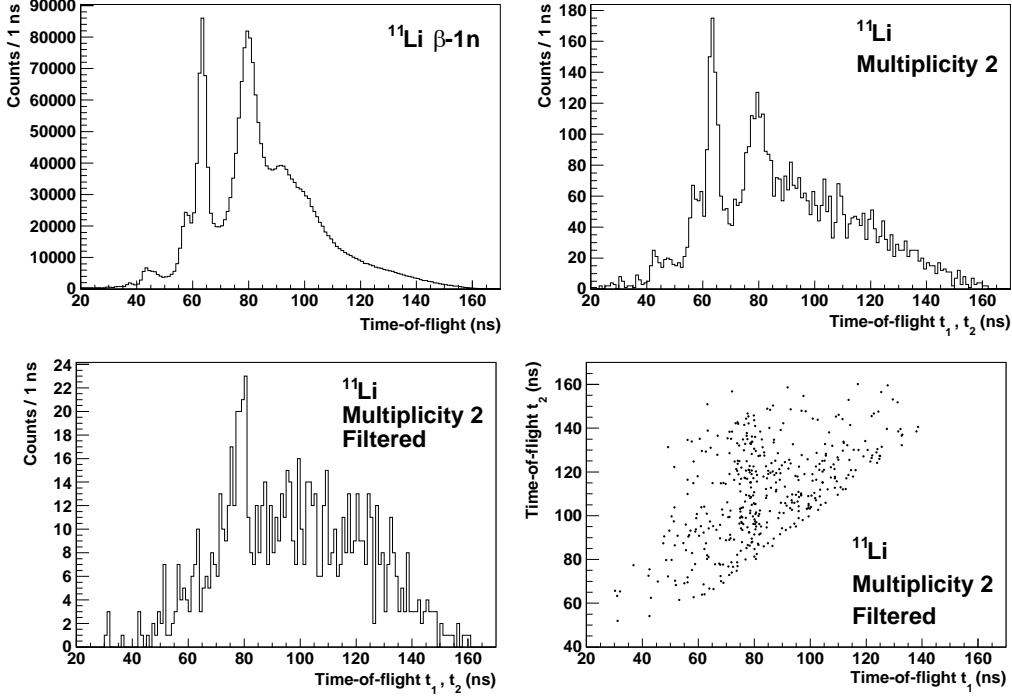 ¹¹Li β-1n
Counts / 1 ns
90000
80000
70000
60000
50000
40000
30000
20000
10000
0
20 40 60 80 100 120 140 160
Time-of-flight (ns)
¹¹Li
Multiplicity 2
Counts / 1 ns
180
160
140
120
100
80
60
40
20
0
20 40 60 80 100 120 140 160
Time-of-flight t₁ , t₂ (ns)
¹¹Li
Multiplicity 2
Filtered
Counts / 1 ns
24
22
20
18
16
14
12
10
8
6
4
2
0
20 40 60 80 100 120 140 160
Time-of-flight t₁ , t₂ (ns)
Time-of-flight t₂ (ns)
160
140
120
100
80
60
40
¹¹Li
Multiplicity 2
Filtered
20 40 60 80 100 120 140 160
Time-of-flight t₁ (ns)